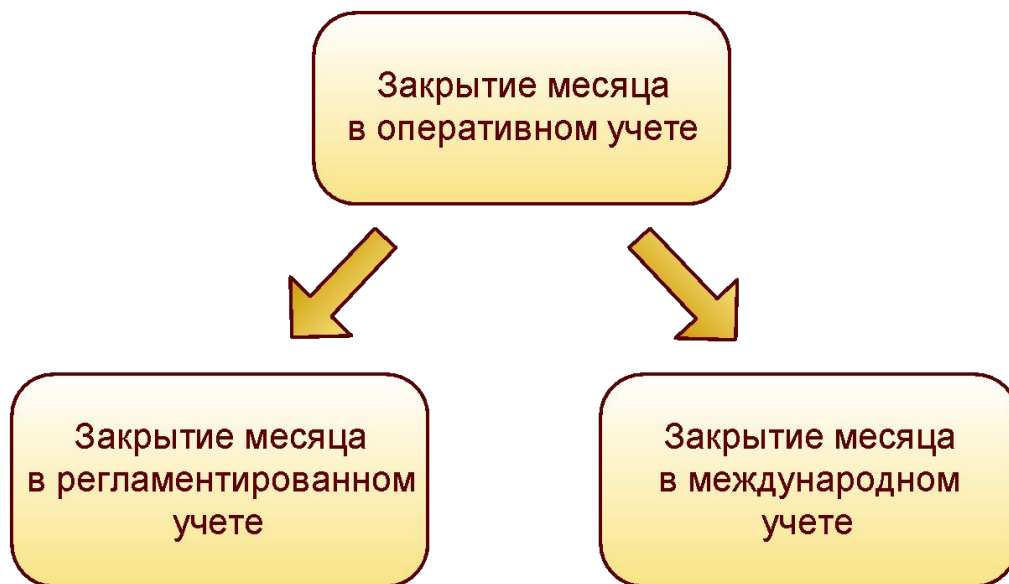 Закрытие месяца
в оперативном учете
Закрытие месяца
в регламентированном
учете
Закрытие месяца
в международном
учете